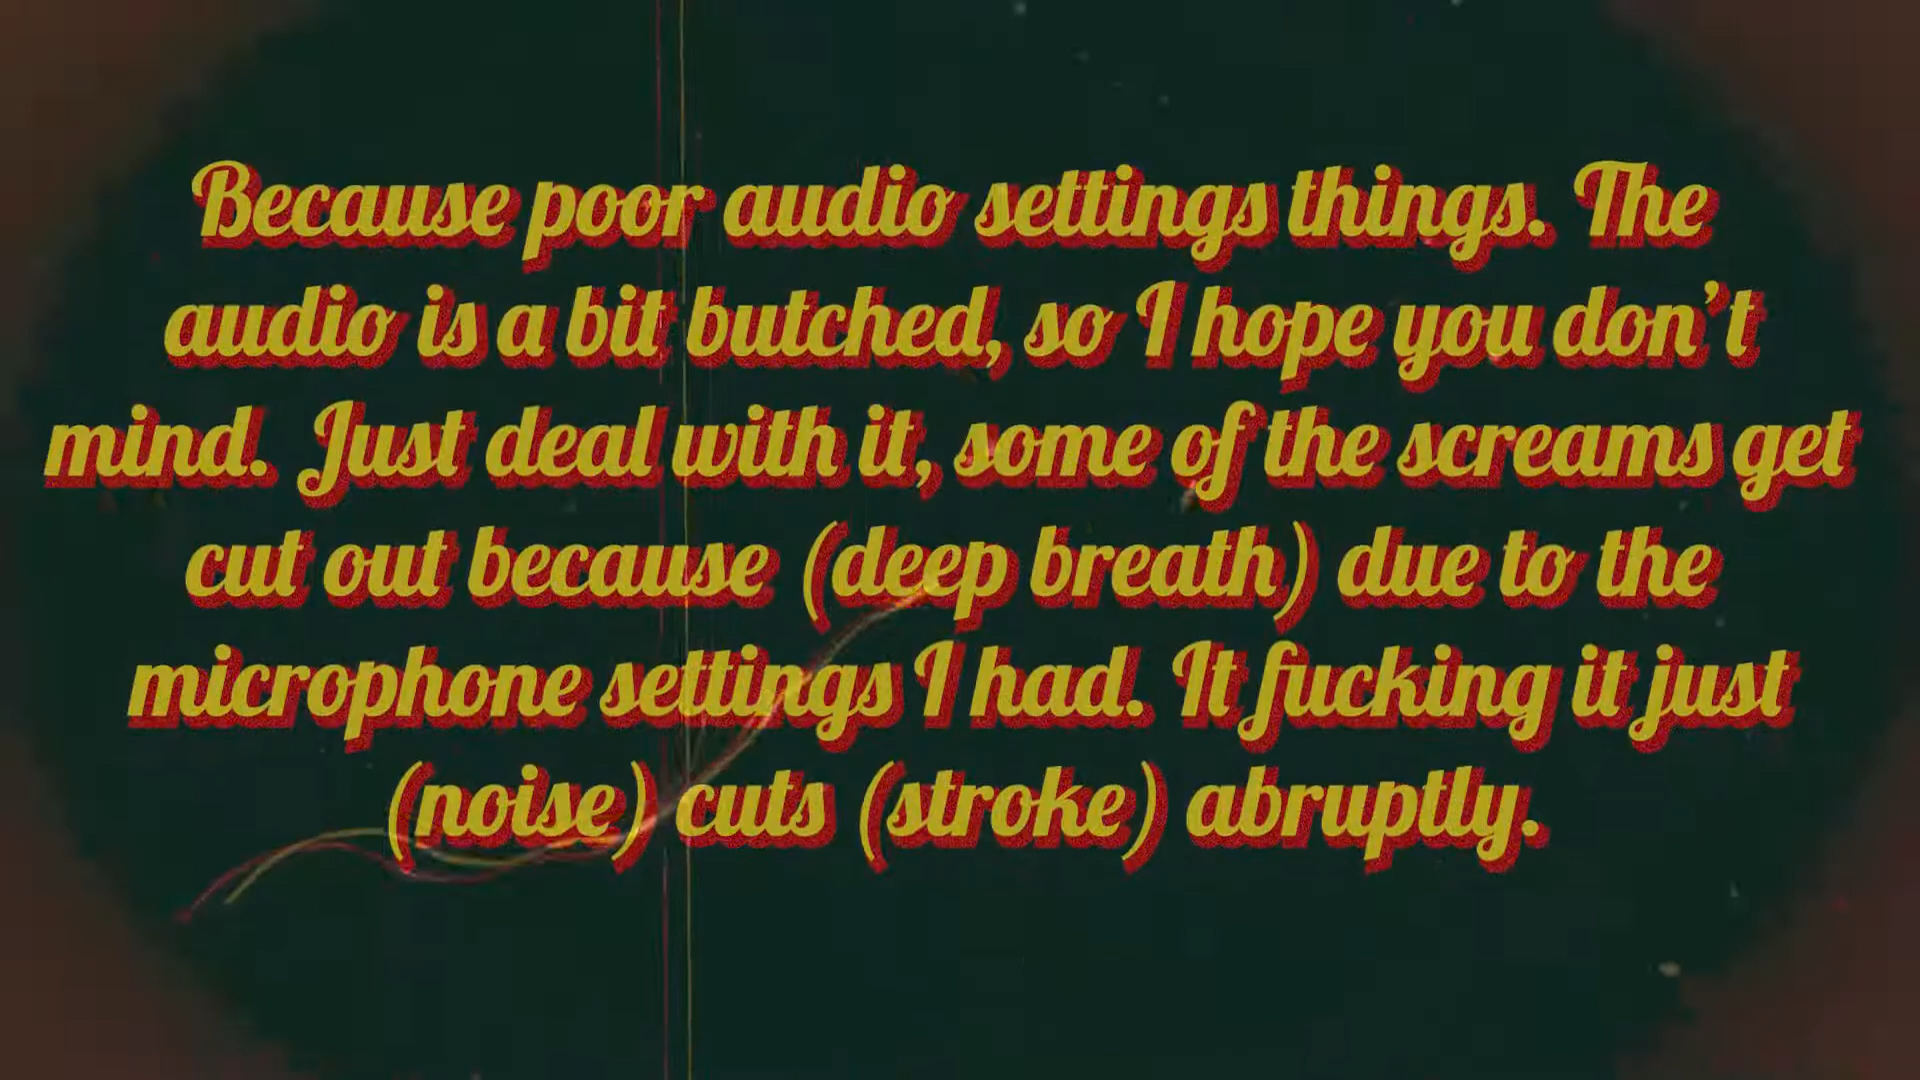 Because poor audio settings things. The
audio is a bit butched, so I hope you don't
mind. Just deal with it, some of the screams get
cut out because (deep breath) due to the
microphone settings I had. It fucking it just
(noise) cuts (stroke) abruptly.